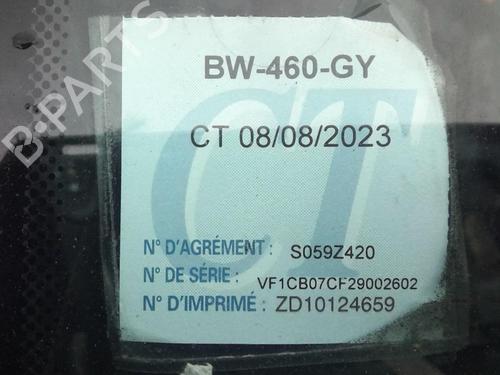 B-PARTS
BW-460-GY
CT 08/08/2023
CT
N° D'AGRÉMENT : S059Z420
N° DE SÉRIE : VF1CB07CF29002602
N° D'IMPRIMÉ : ZD10124659